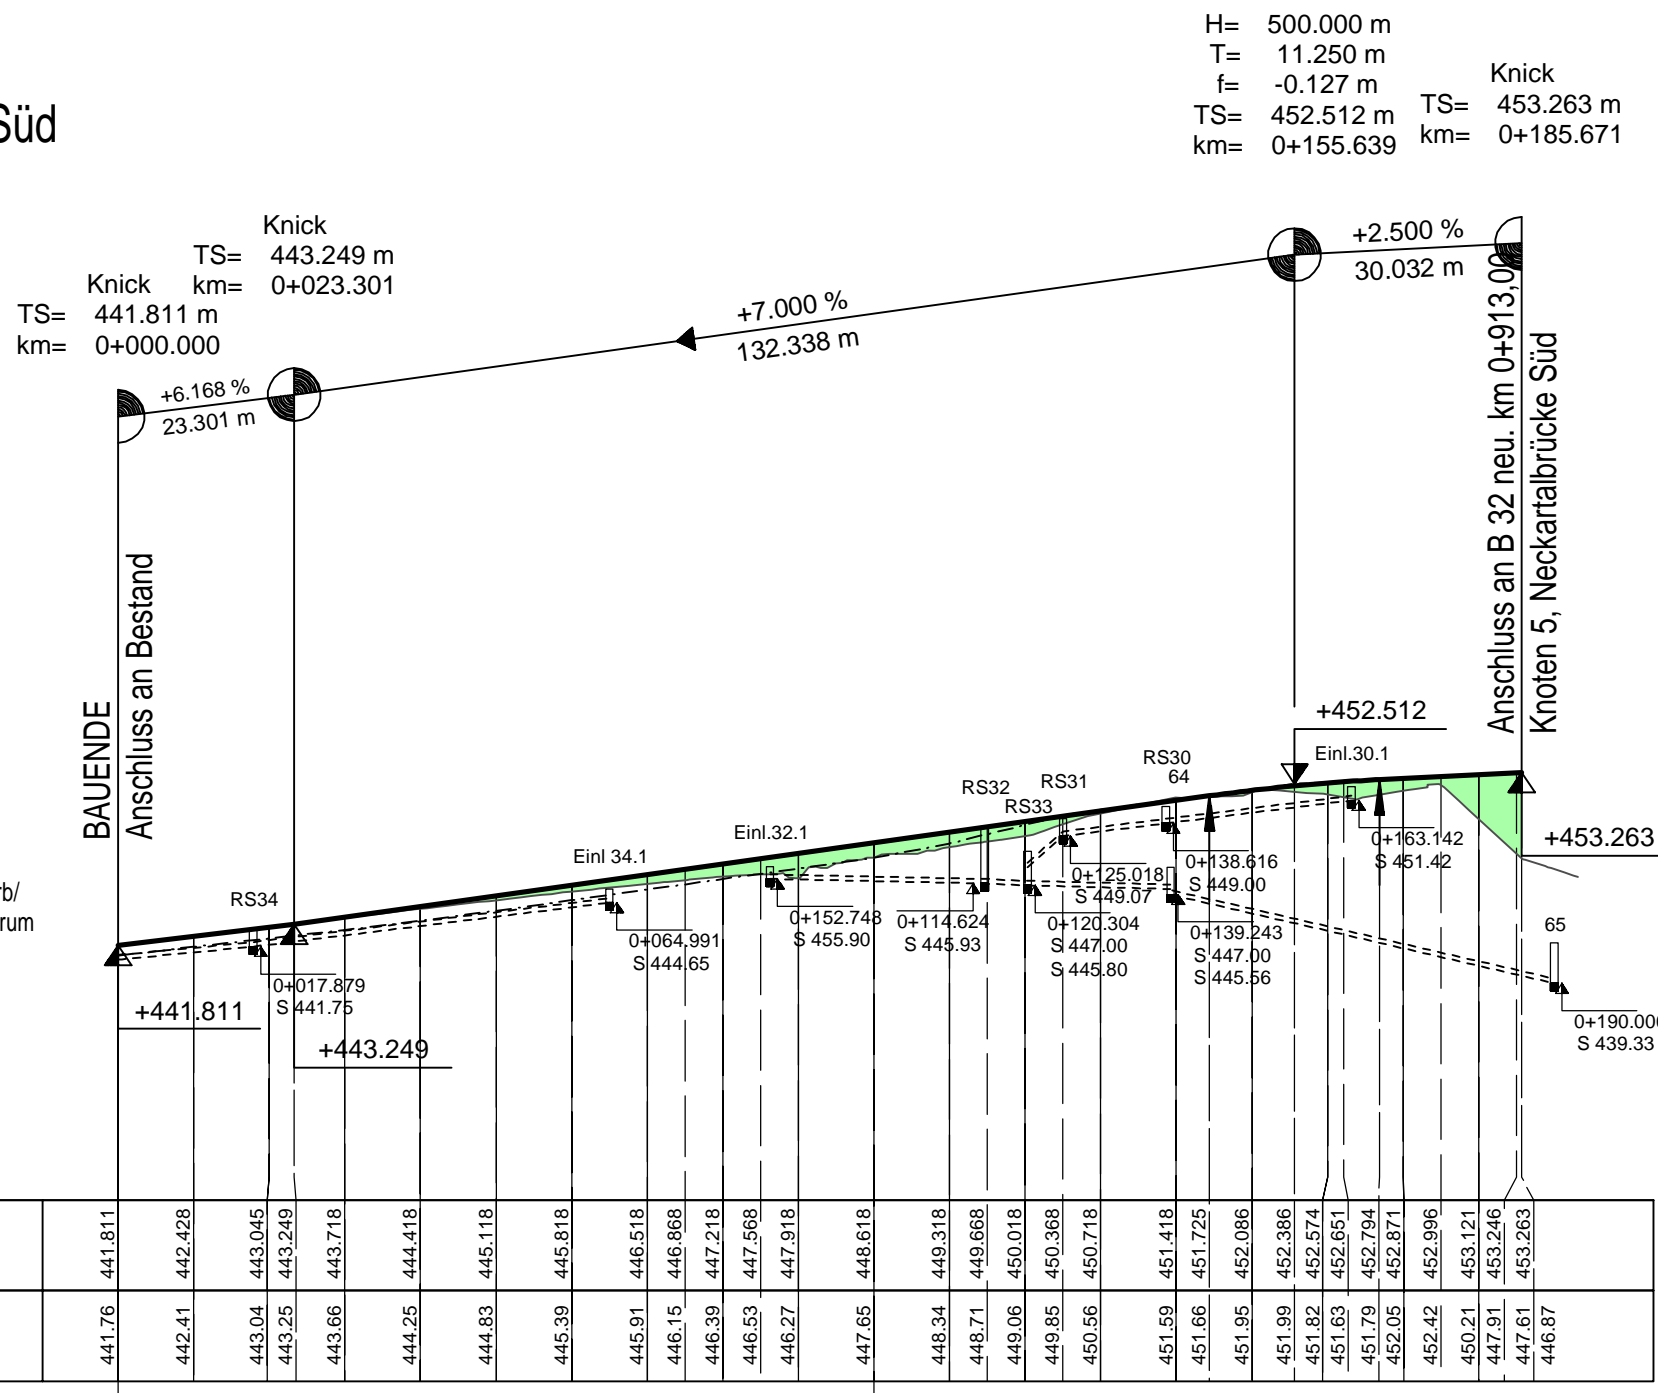 H= 500.000 m
T= 11.250 m
f= -0.127 m
TS= 452.512 m
km= 0+155.639
Knick
TS= 453.263 m
km= 0+185.671
Süd
Knick
TS= 443.249 m
km= 0+023.301
Knick
TS= 441.811 m
km= 0+000.000
+6.168 %
23.301 m
+7.000 %
132.338 m
+2.500 %
30.032 m
BAUENDE
Anschluss an Bestand
Anschluss an B 32 neu. km 0+913,00
Knoten 5, Neckartalbrücke Süd
+452.512
+453.263
+441.811
+443.249
rb/
rum
RS34
0+017.879
S 441.75
Einl 34.1
0+064.991
S 444.65
Einl.32.1
0+152.748
S 455.90
RS32
0+114.624
S 445.93
RS33
0+120.304
S 447.00
S 445.80
RS31
0+125.018
S 449.07
RS30
64
0+138.616
S 449.00
0+139.243
S 447.00
S 445.56
Einl.30.1
0+163.142
S 451.42
65
0+190.00
S 439.33
441.811 442.428 443.045 443.249 443.718 444.418 445.118 445.818 446.518 446.868 447.218 447.568 447.918 448.618 449.318 449.668 450.018 450.368 450.718 451.418 451.725 452.086 452.386 452.574 452.651 452.794 452.871 452.996 453.121 453.246 453.263
441.76 442.41 443.04 443.25 443.66 444.25 444.83 445.39 445.91 446.15 446.39 446.53 446.27 447.65 448.34 448.71 449.06 449.85 450.56 451.59 451.66 451.95 451.99 451.82 451.63 451.79 452.05 452.42 450.21 447.91 447.61 446.87